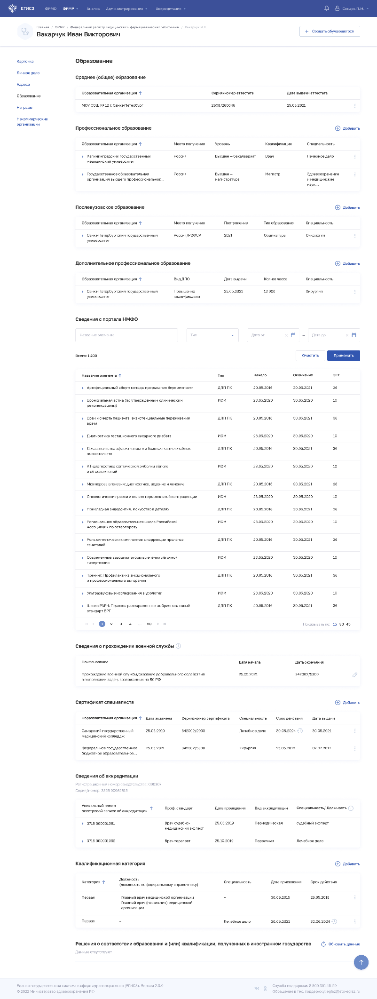 ЕГИСЗ ФРМО ФРМР Анализ Администрирование Аккредитация Скнарь П.М.
Главная / ФРМР / Федеральный регистр медицинских и фармацевтических работников / Вакарчук И.В.
Вакарчук Иван Викторович
Создать обучающегося
Карточка
Личное дело
Адреса
Образование
Награды
Некоммерческие
организации
Образование
Среднее (общее) образование
Образовательная организация Серия/номер аттестата Дата выдачи аттестата
МОУ СОШ № 12 г. Санкт-Петербург 2608/260046 25.05.2021
Профессиональное образование Добавить
Образовательная организация Место получения Уровень Квалификация Специальность
Калининградский государственный Россия Высшее — бакалавриат Врач Лечебное дело
медицинский университет
Государственное образовательная Россия Высшее — Магистр Здравоохранение
организация высшего профессиональног... магистратура и медицинские
наук...
Послевузовское образование Добавить
Образовательная организация Место получения Поступление Тип образования Специальность
Санкт-Петербургский государственный Россия/РСФСР 2021 Ординатура Онкология
университет
Дополнительное профессиональное образование Добавить
Образовательная организация Вид ДПО Дата выдачи Кол-во часов Специальность
Санкт-Петербургский государственный Повышение 25.05.2021 12 000 Хирургия
университет квалификации
Сведения с портала НМФО
Название элемента Тип Дата от – Дата до
Всего: 1 200 Очистить Применить
Название элемента Тип Начало Окончание ЗЕТ
Артифициальный аборт: методы прерывания беременности ДПП ПК 20.05.2016 30.05.2021 36
Бронхиальная астма (по утверждённым клиническим ИОМ 23.05.2020 30.05.2020 10
рекомендациям)
Врач и смерть пациента: экзистенциальные переживания ДПП ПК 20.05.2016 30.05.2021 36
врача
Диагностика гестационного сахарного диабета ИОМ 23.05.2020 30.05.2020 10
Доказательства эффективности и безопасности лечебных ДПП ПК 20.05.2016 30.05.2021 36
вмешательств
КТ-диагностика септической эмболии лёгких ИОМ 23.05.2020 30.05.2020 10
и её осложнений
Мюллерова агенезия: диагностика, ведение и лечение ДПП ПК 20.05.2016 30.05.2021 36
Онкологические риски и польза гормональной контрацепции ИОМ 23.05.2020 30.05.2020 10
Прикладная эндодонтия. Искусство в деталях ДПП ПК 20.05.2016 30.05.2021 36
Региональная образовательная школа Российской ИОМ 23.05.2020 30.05.2020 10
Ассоциации по остеопорозу
Роль синтетических имплантов в коррекции пролапса ДПП ПК 20.05.2016 30.05.2021 36
гениталий
Современные вазодилататоры в лечении лёгочной ИОМ 23.05.2020 30.05.2020 10
гипертензии
Тренинг: Профилактика эмоционального ДПП ПК 20.05.2016 30.05.2021 36
и профессионального выгорания
Ультразвуковые исследования в урологии ИОМ 23.05.2020 30.05.2020 10
Школа РАРЧ: Перенос размороженных эмбрионов: новый ДПП ПК 20.05.2016 30.05.2021 36
стандарт ВРТ
1 2 3 4 ... 20 Показывать по: 15 30 45
Сведения о прохождении военной службы
Наименование Дата начала Дата окончания
Прохождение военной службы/оказание добровольного содействия 25.05.2021 342002/5300
в выполнении задач, возложенных на ВС РФ
Сертификат специалиста Добавить
Образовательная организация Дата экзамена Серия/номер сертификата Специальность Срок действия Дата выдачи
Самарский государственный 25.05.2019 342002/2093 Лечебное дело 30.06.2024 30.05.2021
медицинский колледж
Федеральное государственное 25.05.2021 342002/5300 Хирургия 25.05.2018 02.07.2017
бюджетное образовательное...
Сведения об аккредитации
Регистрационный номер свидетельства: 000367
Серия/номер: 3325 00062615
Уникальный номер
реестровой записи об аккредитации Проф. стандарт Дата проведения Вид аккредитации Специальность/ Должность
3718 000001081 Врач судебно- 25.05.2019 Периодическая судебный эксперт
медицинский эксперт
3718 000001082 Врач-терапевт 25.10.2019 Первичная Лечебное дело
Квалификационная категория Добавить
Категория Должность Специальность Дата присвоения Срок действия
(должность по федеральному справочнику)
Первая Главный врач медицинской организации – 30.05.2015 25.05.2018
Главный врач (начальник) медицинской
организации
Первая – Лечебное дело 30.05.2021 30.06.2024
Решения о соответствии образования и (или) квалификации, полученных в иностранном государстве Обновить данные
Данные отсутствуют
Единая государственная система в сфере здравоохранения (ЕГИСЗ). Версия 2.0.0 Служба поддержки: 8 800 301-15-59
© 2022 Министерство здравоохранения РФ Обращение в тех. поддержку: egisz@stc-egisz.ru